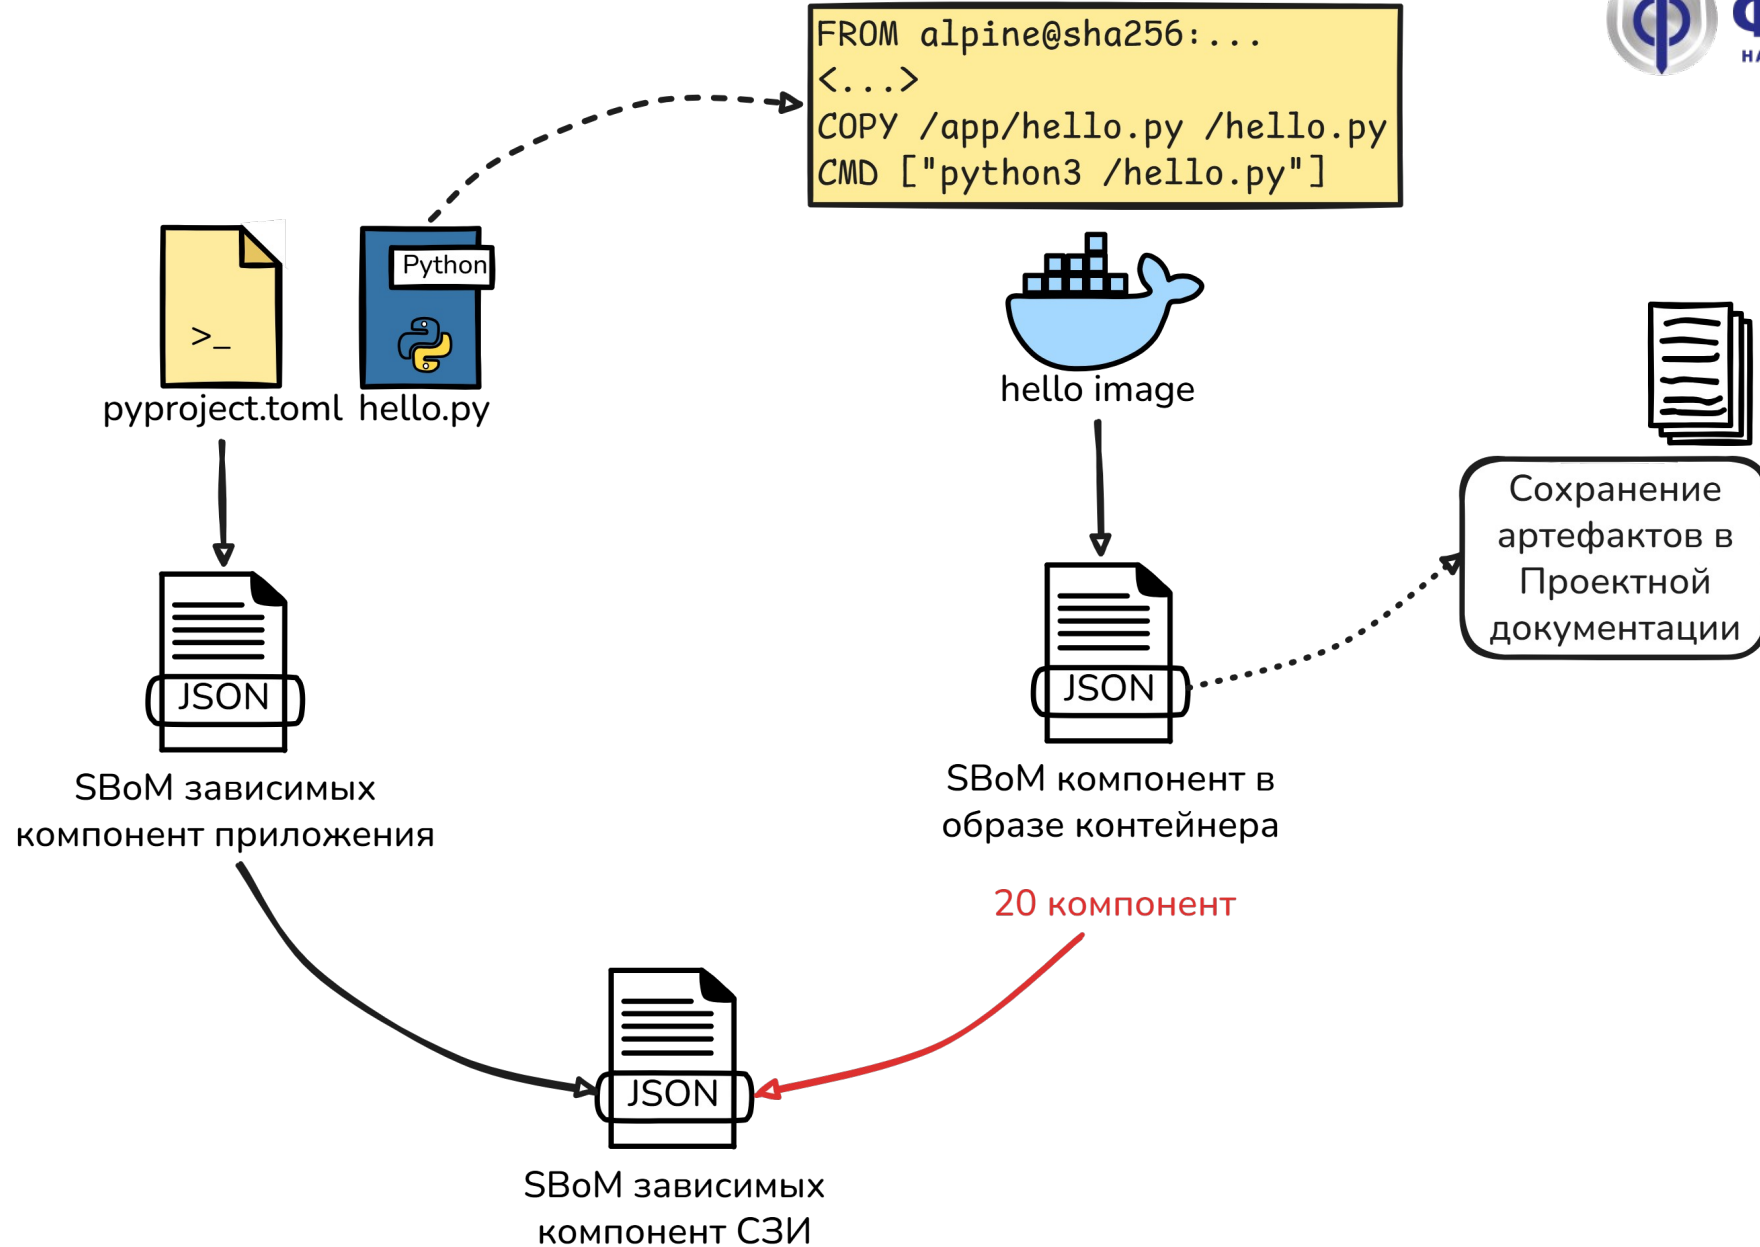 FROM alpine@sha256:...
<...>
COPY /app/hello.py /hello.py
CMD ["python3 /hello.py"]
Python
>_
pyproject.toml
hello.py
hello image
Сохранение
артефактов в
Проектной
документации
JSON
JSON
SBoM зависимых
компонент приложения
SBoM компонент в
образе контейнера
20 компонент
JSON
SBoM зависимых
компонент СЗИ